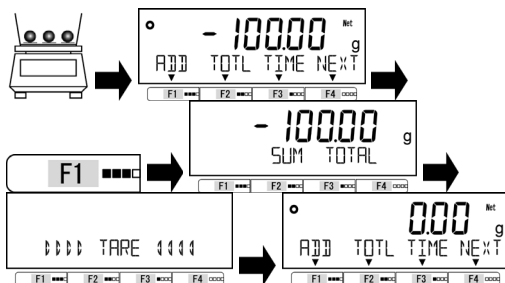 - 100.00 Net g
ADD TOTL TIME NEXT
F1 F2 F3 F4
F1
- 100.00 g
SUM TOTAL
F1 F2 F3 F4
TARE
F1 F2 F3 F4
0.00 Net g
ADD TOTL TIME NEXT
F1 F2 F3 F4